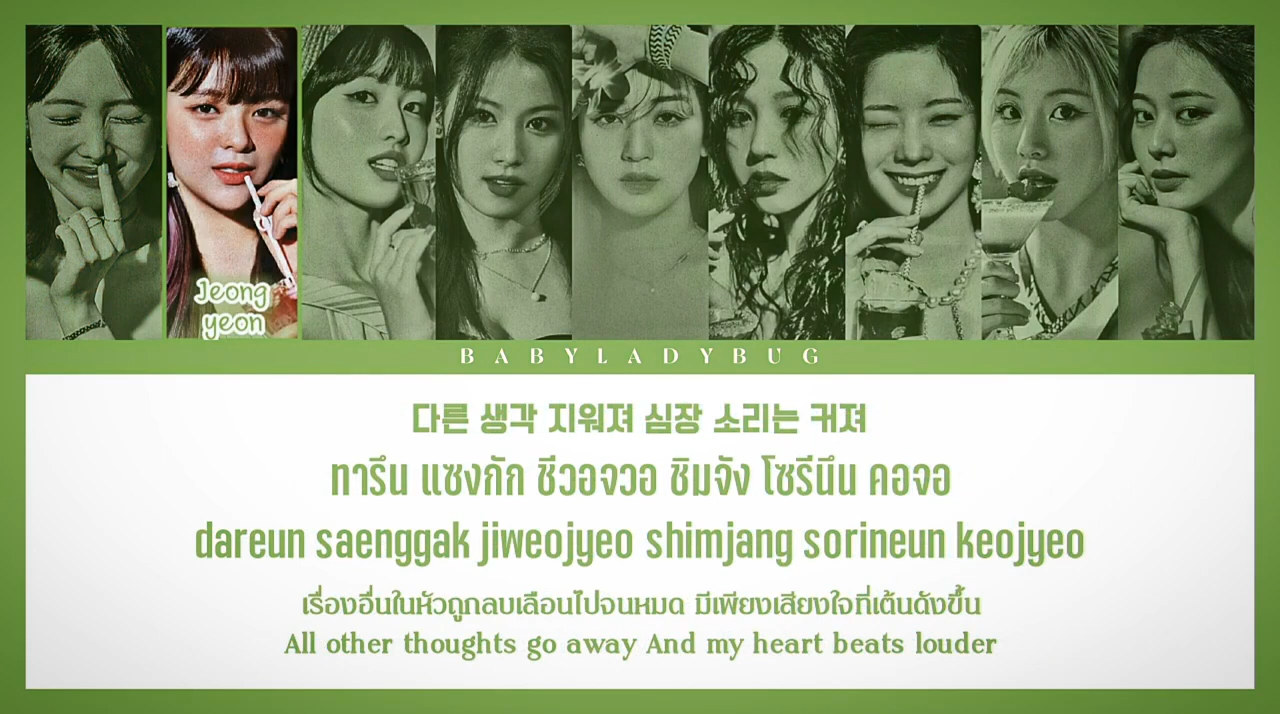 Jeong
yeon
BABYLADYBUG
다른 생각 지워져 심장 소리는 커져
ทารึน แซงกัก ชีวอจวอ ชิมจัง โซรีนึน คอจอ
dareun saenggak jiweojyeo shimjang sorineun keojyeo
เรื่องอื่นในหัวถูกลบเลือนไปจนหมด มีเพียงเสียงใจที่เต้นดังขึ้น
All other thoughts go away And my heart beats louder